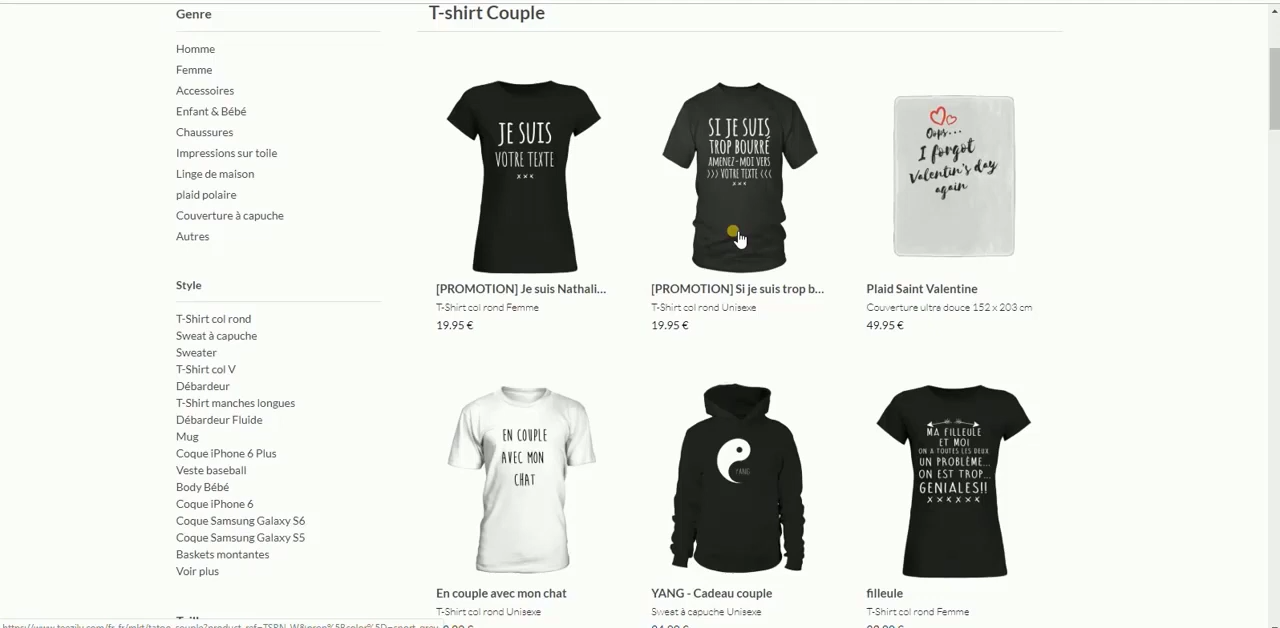 Genre
Homme
Femme
Accessoires
Enfant & Bébé
Chaussures
Impressions sur toile
Linge de maison
plaid polaire
Couverture à capuche
Autres
Style
T-Shirt col rond
Sweat à capuche
Sweater
T-Shirt col V
Débardeur
T-Shirt manches longues
Débardeur Fluide
Mug
Coque iPhone 6 Plus
Veste baseball
Body Bébé
Coque iPhone 6
Coque Samsung Galaxy S6
Coque Samsung Galaxy S5
Baskets montantes
Voir plus
T-shirt Couple
JE SUIS
VOTRE TEXTE
[PROMOTION] Je suis Nathali...
T-Shirt col rond Femme
19.95 €
SI JE SUIS
TROP BOURRÉ
AMENEZ-MOI VERS
>>> VOTRE TEXTE <<<
[PROMOTION] Si je suis trop b...
T-Shirt col rond Unisexe
19.95 €
Oops...
I forgot
Valentin's day
again
Plaid Saint Valentine
Couverture ultra douce 152 x 203 cm
49.95 €
EN COUPLE
AVEC MON
CHAT
En couple avec mon chat
T-Shirt col rond Unisexe
YANG
YANG - Cadeau couple
Sweat à capuche Unisexe
MA FILLEULE
ET MOI
ON A TOUTES LES DEUX
UN PROBLÈME...
ON EST TROP...
GENIALES!!
filleule
T-Shirt col rond Femme